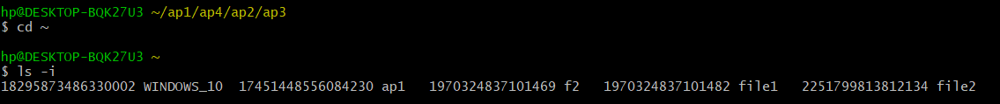 hp@DESKTOP-BQK27U3 ~/ap1/ap4/ap2/ap3
$ cd ~
hp@DESKTOP-BQK27U3 ~
$ ls -i
18295873486330002 WINDOWS_10  17451448556084230 ap1   1970324837101469 f2   1970324837101482 file1   2251799813812134 file2